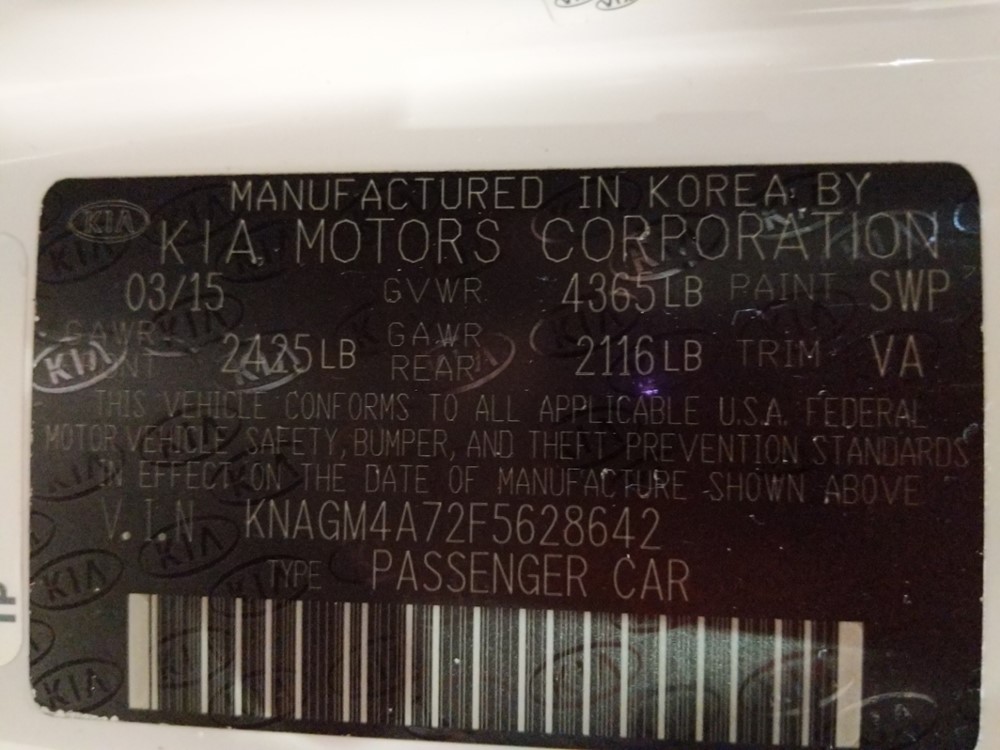 MANUFACTURED IN KOREA BY
KIA
KIA MOTORS CORPORATION
03/15 GVWR 4365LB PAINT SWP
GAWR FRONT 2425LB GAWR REAR 2116LB TRIM VA
THIS VEHICLE CONFORMS TO ALL APPLICABLE U.S.A. FEDERAL
MOTOR VEHICLE SAFETY, BUMPER, AND THEFT PREVENTION STANDARDS
IN EFFECT ON THE DATE OF MANUFACTURE SHOWN ABOVE
V.I.N KNAGM4A72F5628642
TYPE PASSENGER CAR